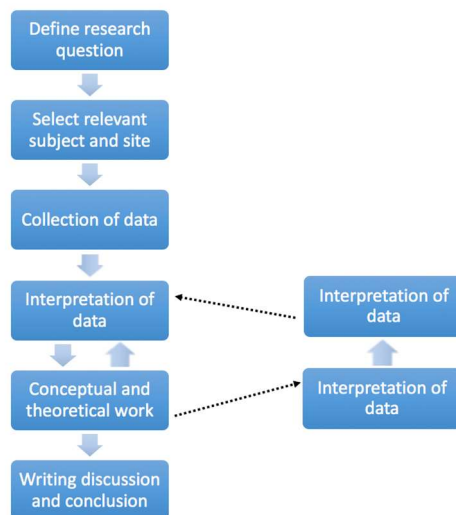 Define research
question
Select relevant
subject and site
Collection of data
Interpretation of
data
Conceptual and
theoretical work
Writing discussion
and conclusion
Interpretation of
data
Interpretation of
data